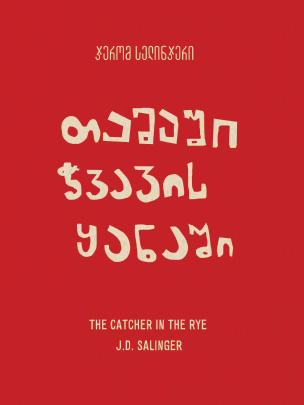 ჯერომ სელინჯერი
თამაში
ჭვავის
ყანაში
THE CATCHER IN THE RYE
J.D. SALINGER